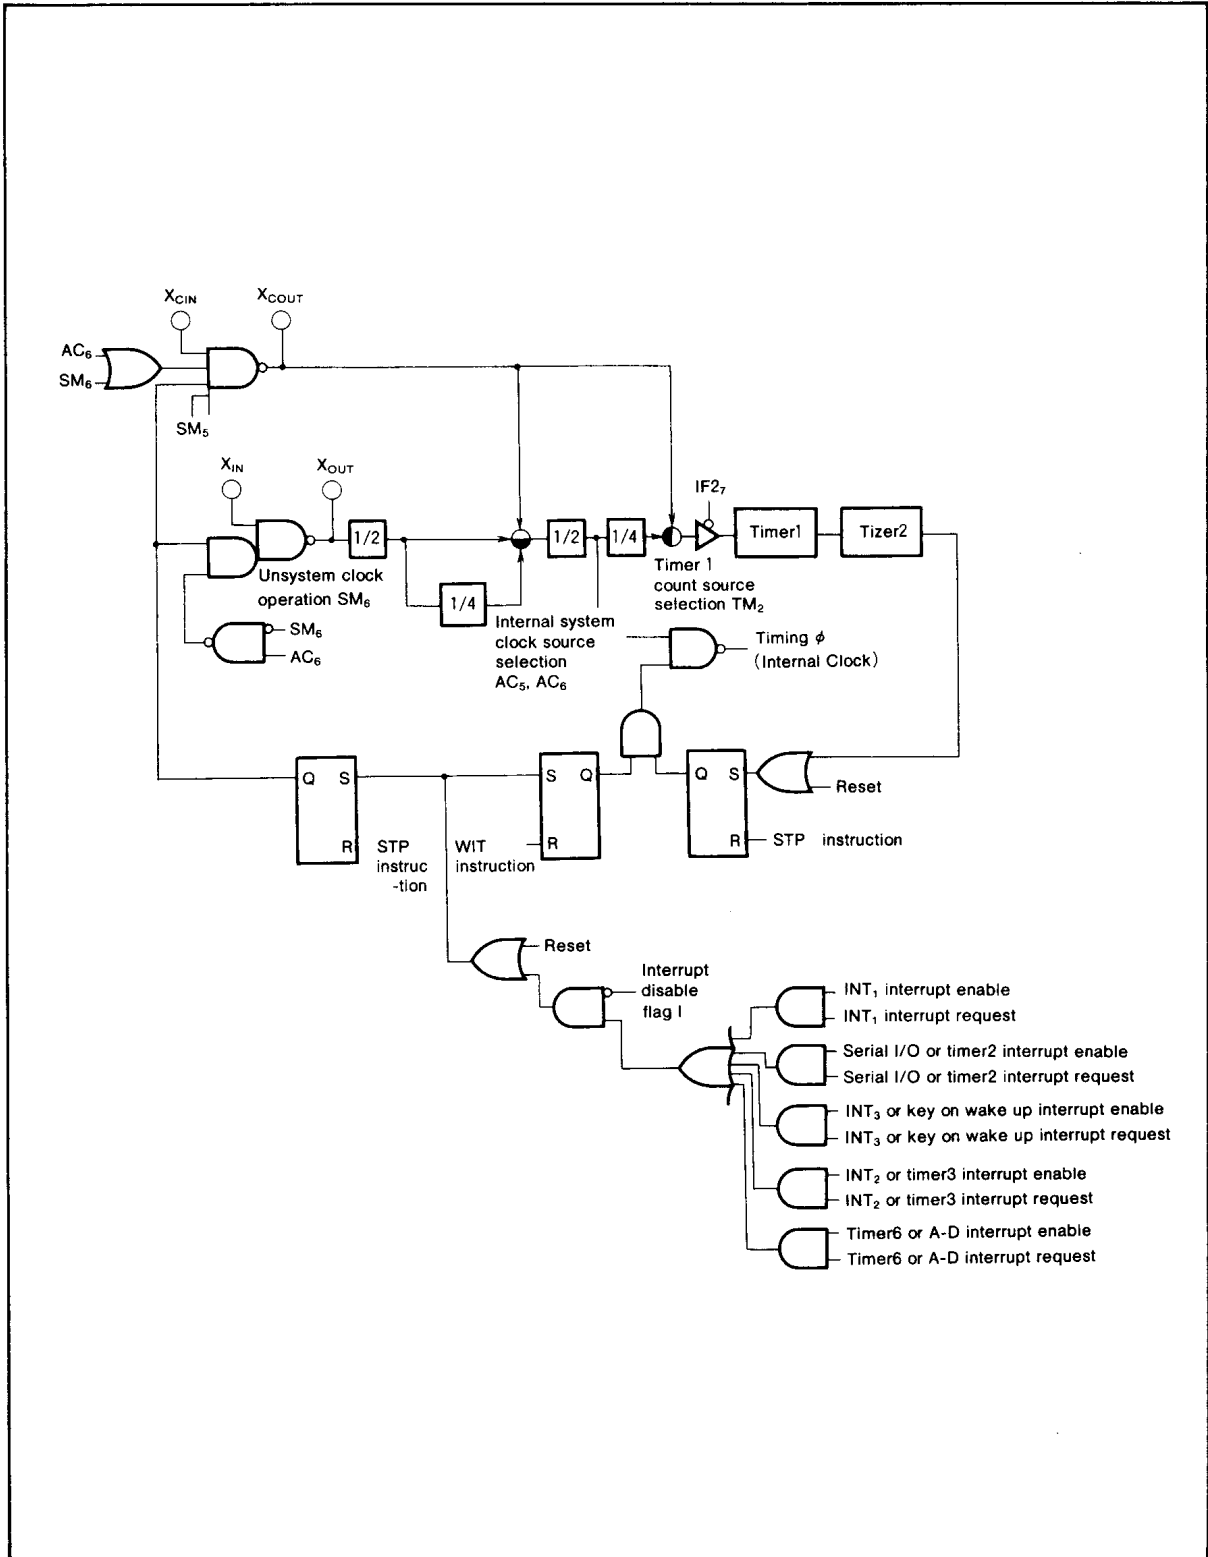 X_CIN
X_COUT
AC₆
SM₆
SM₅
X_IN
X_OUT
IF2₇
1/2
1/2
1/4
Timer1
Tizer2
Unsystem clock
operation SM₆
1/4
Timer 1
count source
selection TM₂
SM₆
AC₆
Internal system
clock source
selection
AC₅, AC₆
Timing ϕ
(Internal Clock)
Q S
R
S Q
R
Q S
R
Reset
STP
instruc
-tion
WIT
instruction
STP instruction
Reset
Interrupt
disable
flag I
INT₁ interrupt enable
INT₁ interrupt request
Serial I/O or timer2 interrupt enable
Serial I/O or timer2 interrupt request
INT₃ or key on wake up interrupt enable
INT₃ or key on wake up interrupt request
INT₂ or timer3 interrupt enable
INT₂ or timer3 interrupt request
Timer6 or A-D interrupt enable
Timer6 or A-D interrupt request